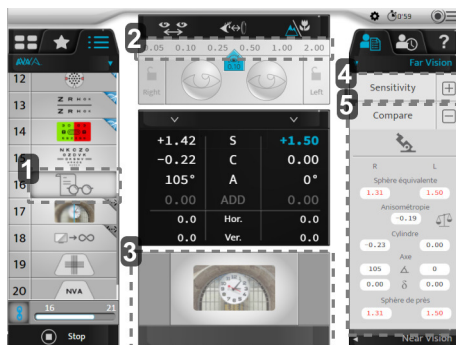 0'59
2
0.05 0.10 0.25 0.50 1.00 2.00
0.10
Right
Left
Far Vision
?
4
Sensitivity
5
Compare
12
13
Z R H
14
15
N K C Z O
O Z C V R
1
16
17
18
19
20
NVA
16 21
Stop
+1.42 S +1.50
-0.22 C 0.00
105° A 0°
0.00 ADD 0.00
0.0 Hor. 0.0
0.0 Ver. 0.0
3
R L
Sphère équivalente
1.31 1.50
Anisométropie
-0.19
Cylindre
-0.23 0.00
Axe
105 0
0.00 δ 0.00
Sphère de près
1.31 1.50
Near Vision